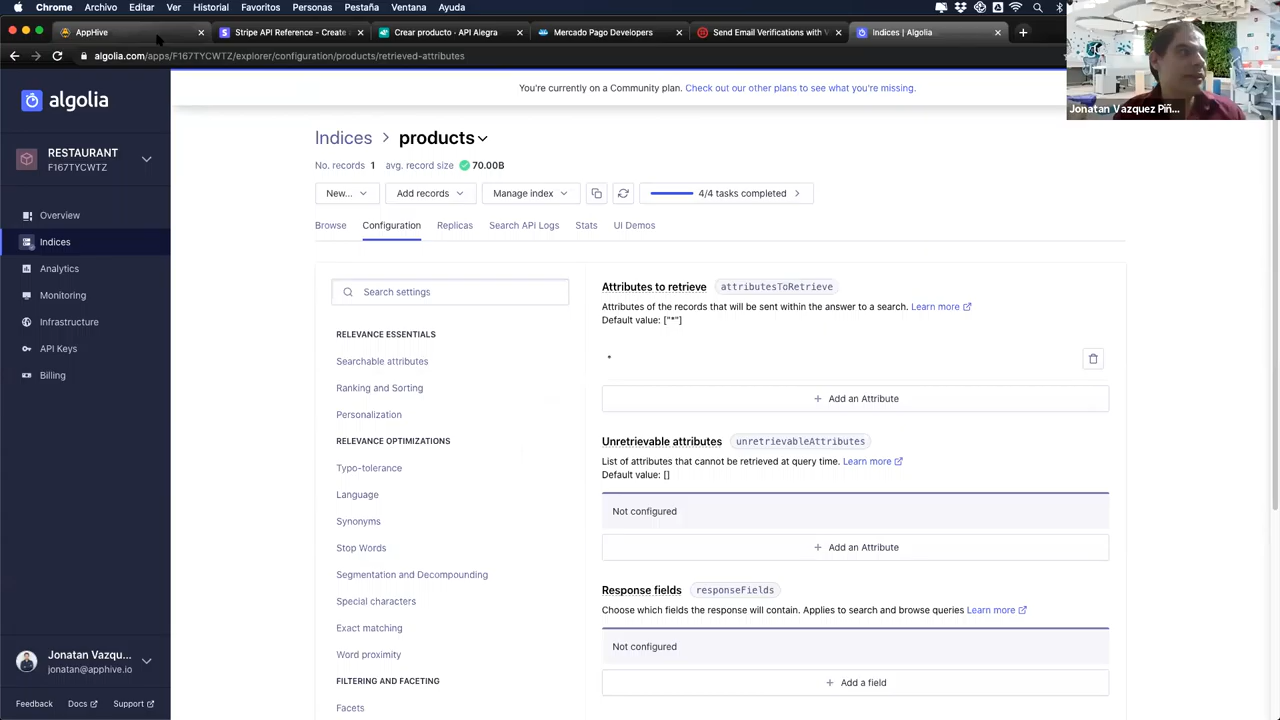 Chrome Archivo Editar Ver Historial Favoritos Personas Pestaña Ventana Ayuda
AppHive
Stripe API Reference - Create
Crear producto · API Alegra
Mercado Pago Developers
Send Email Verifications with
Indices | Algolia
algolia.com/apps/F167TYCWTZ/explorer/configuration/products/retrieved-attributes
You're currently on a Community plan. Check out our other plans to see what you're missing.
Jonatan Vazquez Piñ...
algolia
RESTAURANT
F167TYCWTZ
Overview
Indices
Analytics
Monitoring
Infrastructure
API Keys
Billing
Jonatan Vazqu...
jonatan@apphive.io
Feedback Docs Support
Indices > products
No. records 1 avg. record size 70.00B
New... Add records Manage index 4/4 tasks completed
Browse Configuration Replicas Search API Logs Stats UI Demos
Search settings
RELEVANCE ESSENTIALS
Searchable attributes
Ranking and Sorting
Personalization
RELEVANCE OPTIMIZATIONS
Typo-tolerance
Language
Synonyms
Stop Words
Segmentation and Decompounding
Special characters
Exact matching
Word proximity
FILTERING AND FACETING
Facets
Attributes to retrieve attributesToRetrieve
Attributes of the records that will be sent within the answer to a search. Learn more
Default value: ["*"]
*
+ Add an Attribute
Unretrievable attributes unretrievableAttributes
List of attributes that cannot be retrieved at query time. Learn more
Default value: []
Not configured
+ Add an Attribute
Response fields responseFields
Choose which fields the response will contain. Applies to search and browse queries Learn more
Not configured
+ Add a field